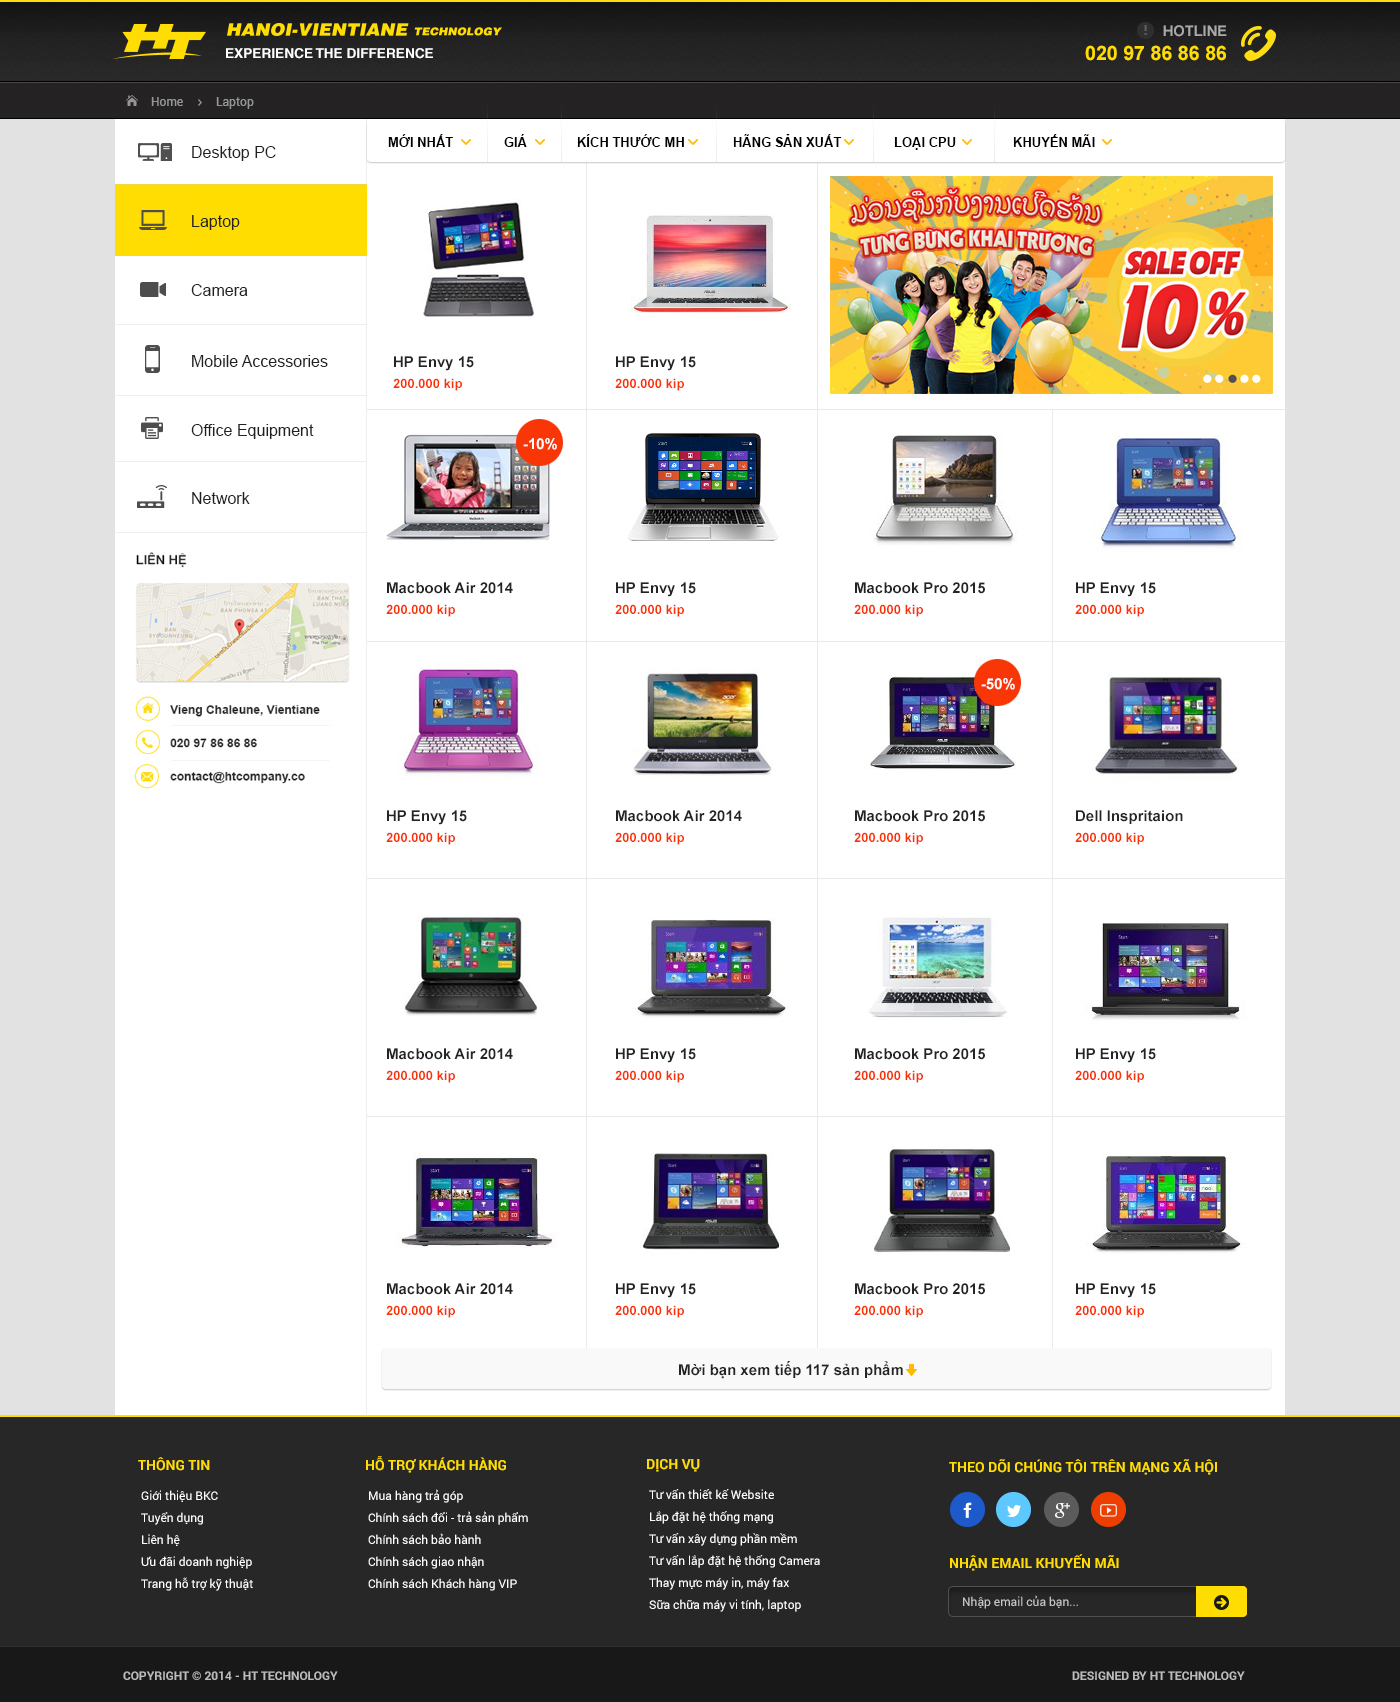 HT
HANOI-VIENTIANE TECHNOLOGY
EXPERIENCE THE DIFFERENCE
HOTLINE
020 97 86 86 86
Home › Laptop
Desktop PC
Laptop
Camera
Mobile Accessories
Office Equipment
Network
LIÊN HỆ
BAN PHONSA AT
BAN THAT LUANG NUA
Vieng Chaleune, Vientiane
020 97 86 86 86
contact@htcompany.co
MỚI NHẤT
GIÁ
KÍCH THƯỚC MH
HÃNG SẢN XUẤT
LOẠI CPU
KHUYẾN MÃI
HP Envy 15
200.000 kip
HP Envy 15
200.000 kip
ມ່ວນຊື່ນກັບງານເປີດຮ້ານ
TƯNG BỪNG KHAI TRƯƠNG
SALE OFF
10%
-10%
Macbook Air 2014
200.000 kip
HP Envy 15
200.000 kip
Macbook Pro 2015
200.000 kip
HP Envy 15
200.000 kip
HP Envy 15
200.000 kip
Macbook Air 2014
200.000 kip
-50%
Macbook Pro 2015
200.000 kip
Dell Inspritaion
200.000 kip
Macbook Air 2014
200.000 kip
HP Envy 15
200.000 kip
Macbook Pro 2015
200.000 kip
HP Envy 15
200.000 kip
Macbook Air 2014
200.000 kip
HP Envy 15
200.000 kip
Macbook Pro 2015
200.000 kip
HP Envy 15
200.000 kip
Mời bạn xem tiếp 117 sản phẩm
THÔNG TIN
Giới thiệu BKC
Tuyển dụng
Liên hệ
Ưu đãi doanh nghiệp
Trang hỗ trợ kỹ thuật
HỖ TRỢ KHÁCH HÀNG
Mua hàng trả góp
Chính sách đổi - trả sản phẩm
Chính sách bảo hành
Chính sách giao nhận
Chính sách Khách hàng VIP
DỊCH VỤ
Tư vấn thiết kế Website
Lắp đặt hệ thống mạng
Tư vấn xây dựng phần mềm
Tư vấn lắp đặt hệ thống Camera
Thay mực máy in, máy fax
Sữa chữa máy vi tính, laptop
THEO DÕI CHÚNG TÔI TRÊN MẠNG XÃ HỘI
NHẬN EMAIL KHUYẾN MÃI
Nhập email của bạn...
COPYRIGHT © 2014 - HT TECHNOLOGY
DESIGNED BY HT TECHNOLOGY